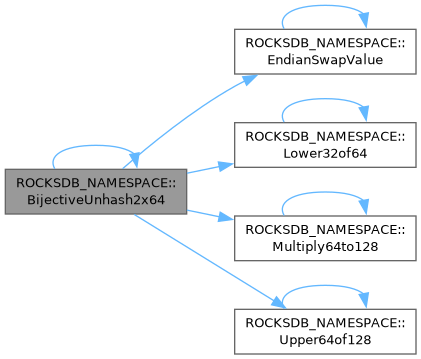 ROCKSDB_NAMESPACE::
EndianSwapValue
ROCKSDB_NAMESPACE::
Lower32of64
ROCKSDB_NAMESPACE::
BijectiveUnhash2x64
ROCKSDB_NAMESPACE::
Multiply64to128
ROCKSDB_NAMESPACE::
Upper64of128